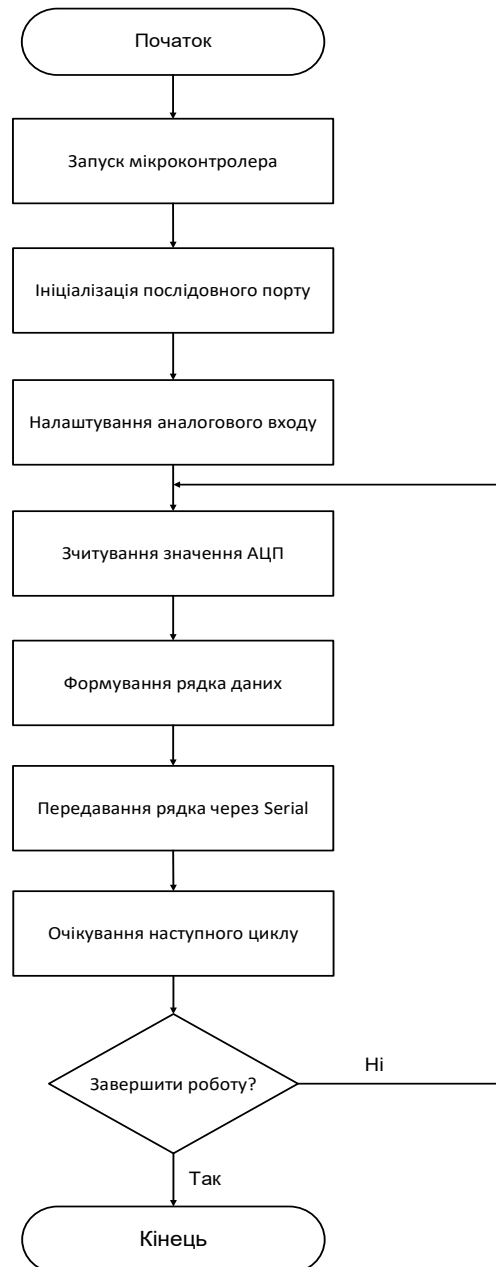 Початок
Запуск мікроконтролера
Ініціалізація послідовного порту
Налаштування аналогового входу
Зчитування значення АЦП
Формування рядка даних
Передавання рядка через Serial
Очікування наступного циклу
Завершити роботу?
Ні
Так
Кінець